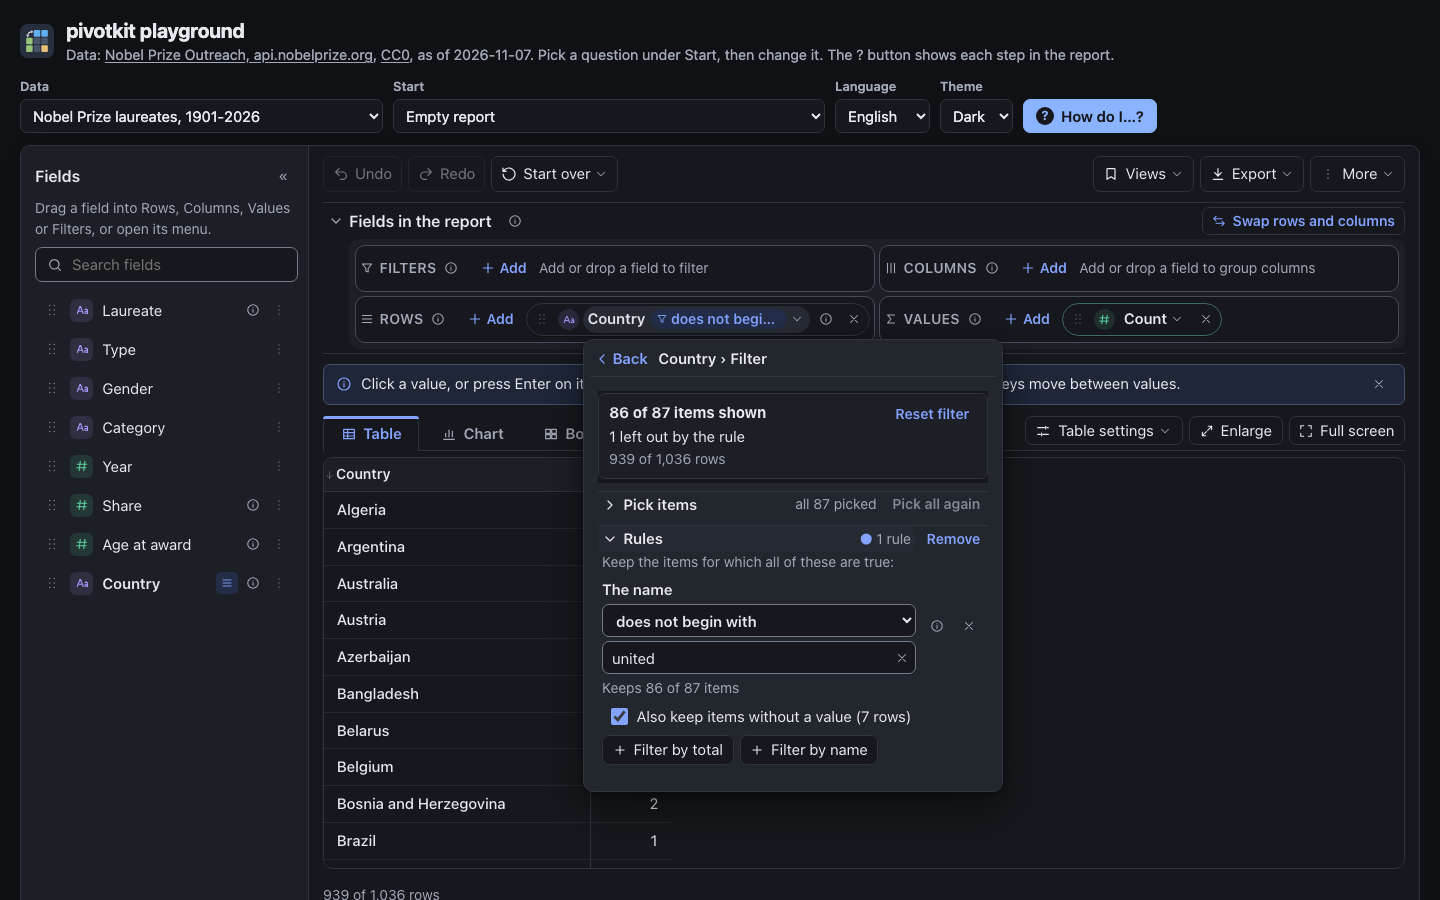 pivotkit playground
Data: Nobel Prize Outreach, api.nobelprize.org, CC0, as of 2026-11-07. Pick a question under Start, then change it. The ? button shows each step in the report.
Data
Start
Language
Theme
Nobel Prize laureates, 1901-2026
Empty report
English
Dark
? How do I...?
Fields
«
Drag a field into Rows, Columns, Values
or Filters, or open its menu.
Search fields
Aa Laureate
Aa Type
Aa Gender
Aa Category
# Year
# Share
# Age at award
Aa Country
Undo
Redo
Start over
Views
Export
More
Fields in the report
Swap rows and columns
FILTERS
+ Add
Add or drop a field to filter
COLUMNS
+ Add
Add or drop a field to group columns
ROWS
+ Add
Aa Country does not begi...
Σ VALUES
+ Add
# Count
Click a value, or press Enter on it
eys move between values.
Table
Chart
Bo
Table settings
Enlarge
Full screen
↓ Country
Algeria
Argentina
Australia
Austria
Azerbaijan
Bangladesh
Belarus
Belgium
Bosnia and Herzegovina 2
Brazil 1
939 of 1,036 rows
Back
Country › Filter
86 of 87 items shown
Reset filter
1 left out by the rule
939 of 1,036 rows
Pick items
all 87 picked
Pick all again
Rules
1 rule
Remove
Keep the items for which all of these are true:
The name
does not begin with
united
Keeps 86 of 87 items
Also keep items without a value (7 rows)
+ Filter by total
+ Filter by name